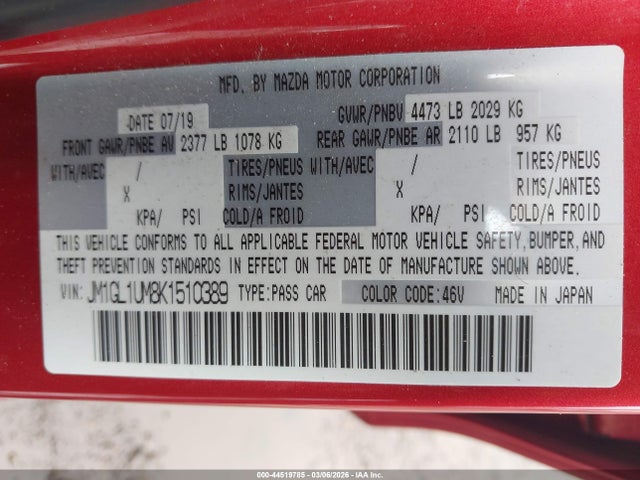 MFD. BY MAZDA MOTOR CORPORATION
DATE 07/19 GVWR/PNBV 4473 LB 2029 KG
FRONT GAWR/PNBE AV 2377 LB 1078 KG REAR GAWR/PNBE AR 2110 LB 957 KG
WITH/AVEC / TIRES/PNEUS WITH/AVEC / TIRES/PNEUS
X RIMS/JANTES X RIMS/JANTES
KPA/ PSI COLD/A FROID KPA/ PSI COLD/A FROID
THIS VEHICLE CONFORMS TO ALL APPLICABLE FEDERAL MOTOR VEHICLE SAFETY,BUMPER,AND
THEFT PREVENTION STANDARDS IN EFFECT ON THE DATE OF MANUFACTURE SHOWN ABOVE.
VIN: JM1GL1UM8K1510389 TYPE:PASS CAR COLOR CODE:46V MADE IN JAPAN
000-44519785 | 03/06/2026 | IAA Inc.